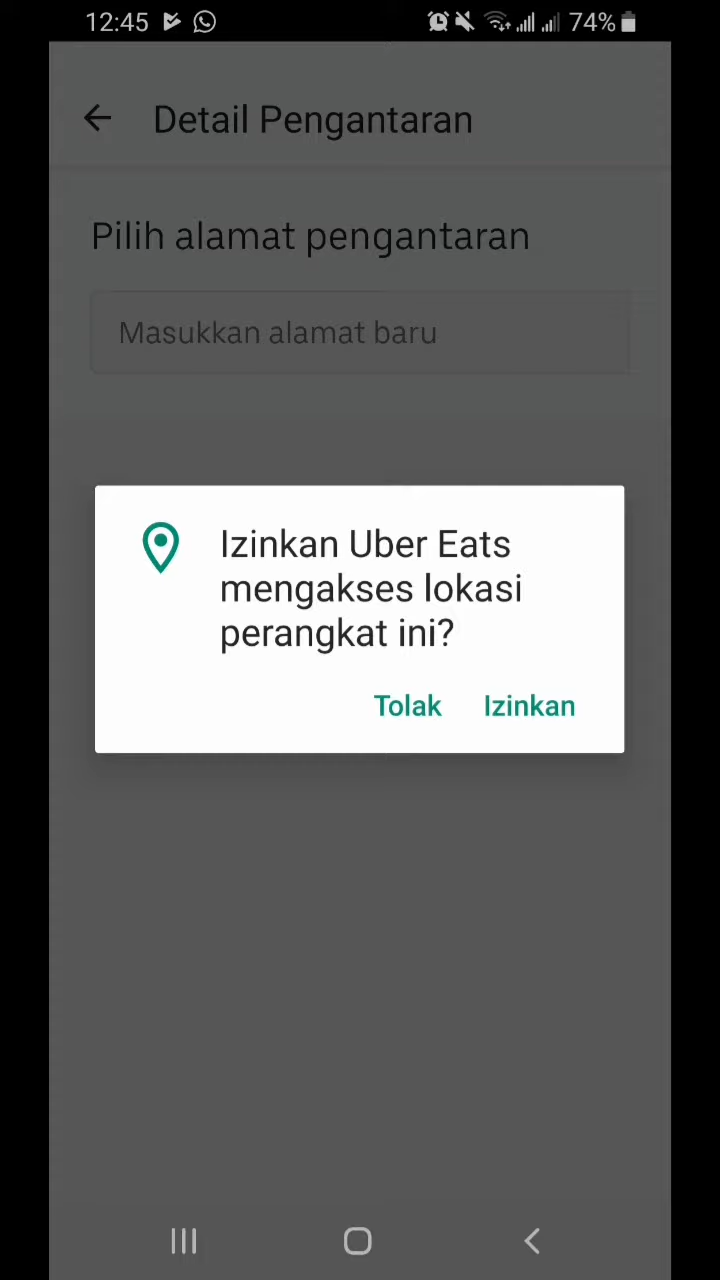 12:45
74%
Detail Pengantaran
Pilih alamat pengantaran
Masukkan alamat baru
Izinkan Uber Eats
mengakses lokasi
perangkat ini?
Tolak Izinkan